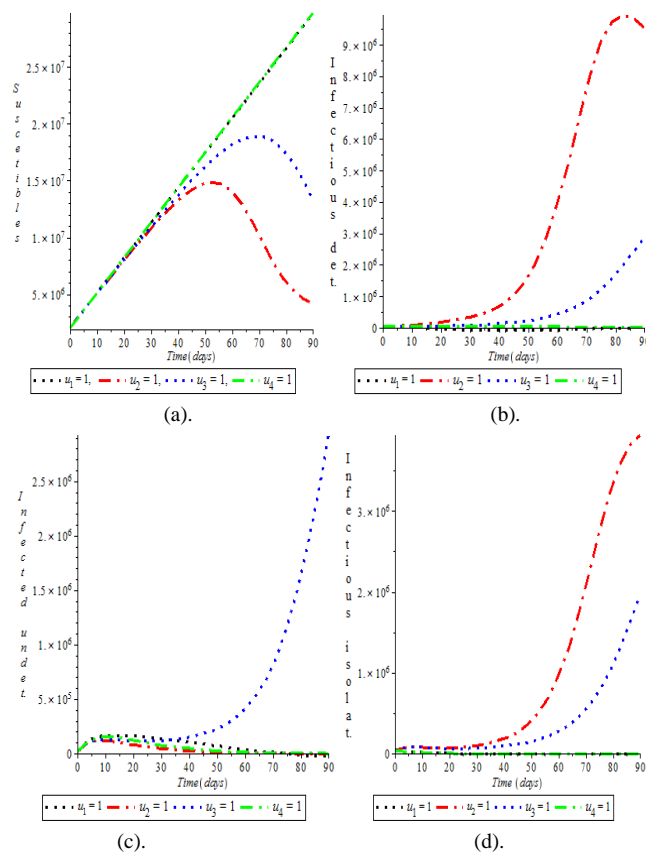 2.5×10⁷
2.×10⁷
1.5×10⁷
1.×10⁷
5.×10⁶
Susceptibles
0 10 20 30 40 50 60 70 80 90
Time(days)
u₁ = 1, u₂ = 1, u₃ = 1, u₄ = 1
(a).
9.×10⁶
8.×10⁶
7.×10⁶
6.×10⁶
5.×10⁶
4.×10⁶
3.×10⁶
2.×10⁶
1.×10⁶
0
Infectious det.
0 10 20 30 40 50 60 70 80 90
Time(days)
u₁ = 1 u₂ = 1 u₃ = 1 u₄ = 1
(b).
2.5×10⁶
2.×10⁶
1.5×10⁶
1.×10⁶
5.×10⁵
0
Infected undet.
0 10 20 30 40 50 60 70 80 90
Time(days)
u₁ = 1 u₂ = 1 u₃ = 1 u₄ = 1
(c).
3.×10⁶
2.×10⁶
1.×10⁶
0
Infectious isolat.
0 10 20 30 40 50 60 70 80 90
Time(days)
u₁ = 1 u₂ = 1 u₃ = 1 u₄ = 1
(d).